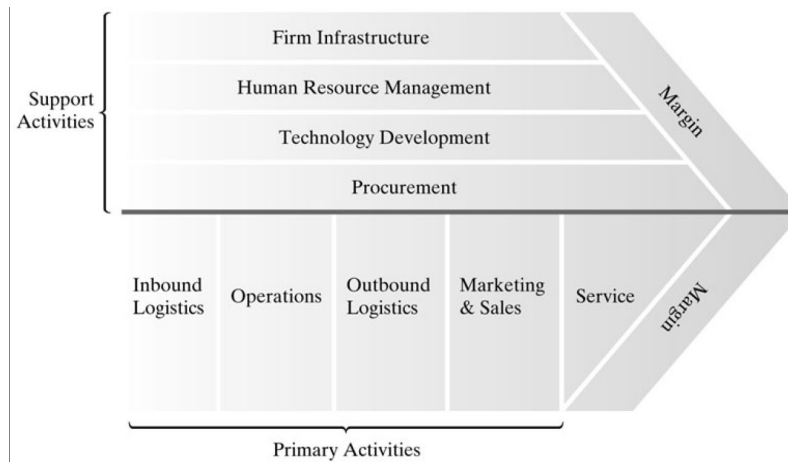 Firm Infrastructure
Human Resource Management
Support
Activities
Technology Development
Procurement
Margin
Inbound
Logistics
Operations
Outbound
Logistics
Marketing
& Sales
Service
Margin
Primary Activities